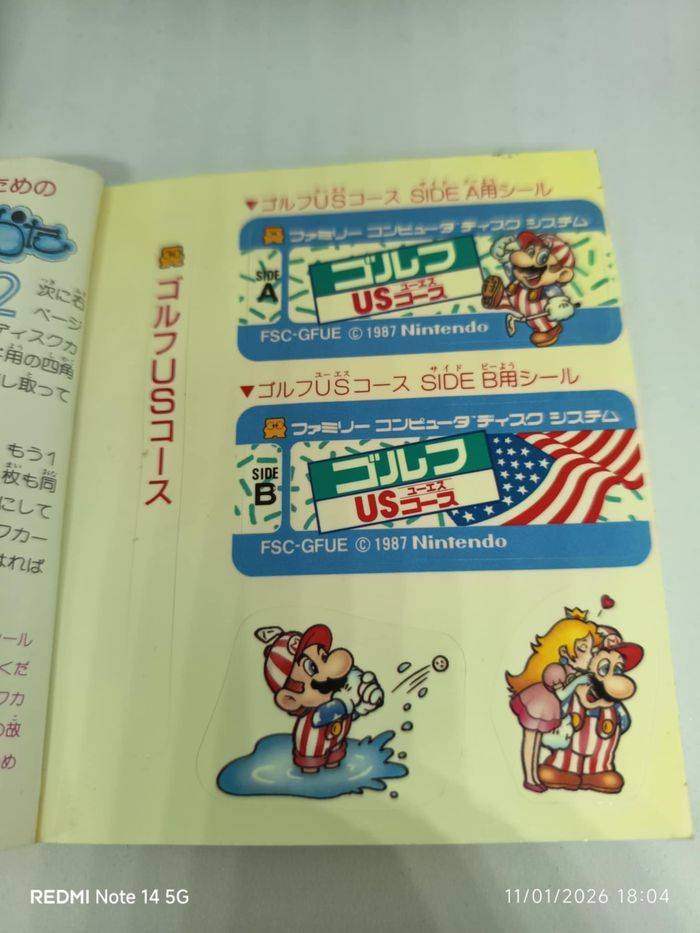 ための
2
次に右
ページ
ディスクカ
用の四角
し取って
もう1
枚も同
にして
クカー
ければ
シール
くだ
クカ
の故
め
ゴルフUSコース
▼ゴルフUSコース SIDE A用シール
ファミリー コンピュータ ディスク システム
SIDE
A
ゴルフ
ユーエス
USコース
FSC-GFUE © 1987 Nintendo
ユー エス サイド ビーよう
▼ゴルフUSコース SIDE B用シール
ファミリー コンピュータ ディスク システム
SIDE
B
ゴルフ
ユーエス
USコース
FSC-GFUE © 1987 Nintendo
REDMI Note 14 5G
11/01/2026 18:04